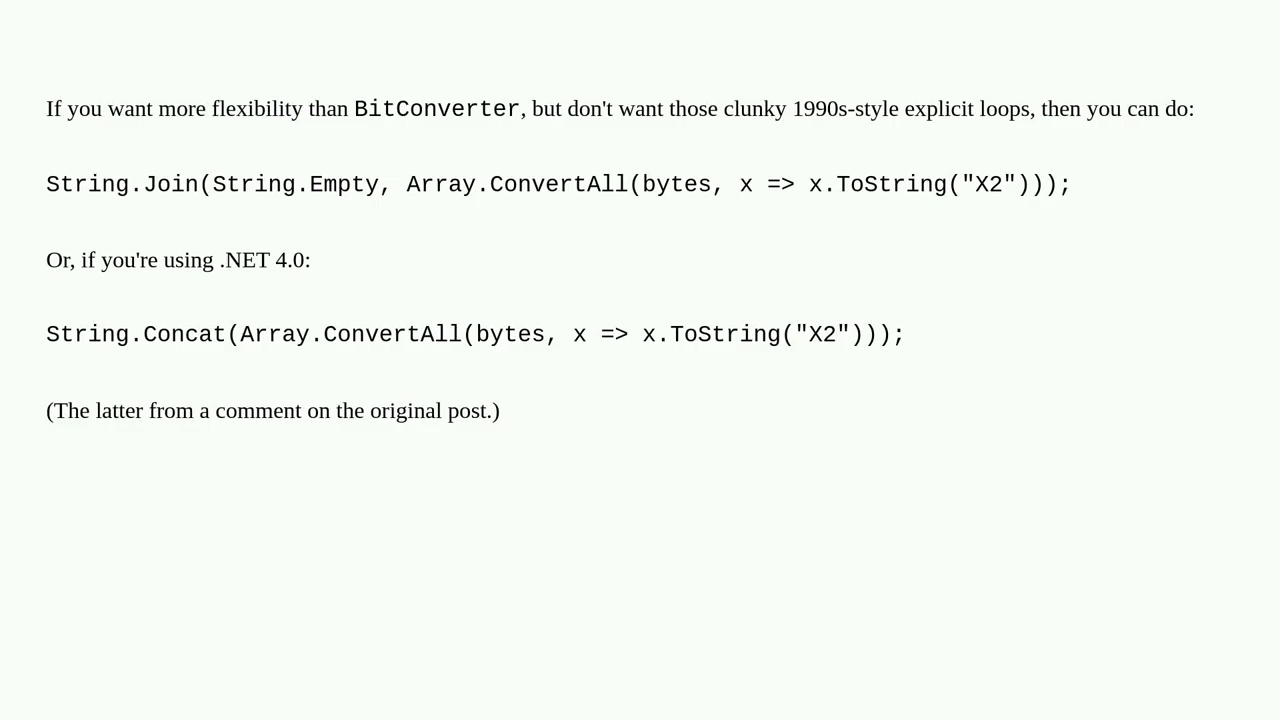 If you want more flexibility than BitConverter, but don't want those clunky 1990s-style explicit loops, then you can do:
String.Join(String.Empty, Array.ConvertAll(bytes, x => x.ToString("X2")));
Or, if you're using .NET 4.0:
String.Concat(Array.ConvertAll(bytes, x => x.ToString("X2")));
(The latter from a comment on the original post.)